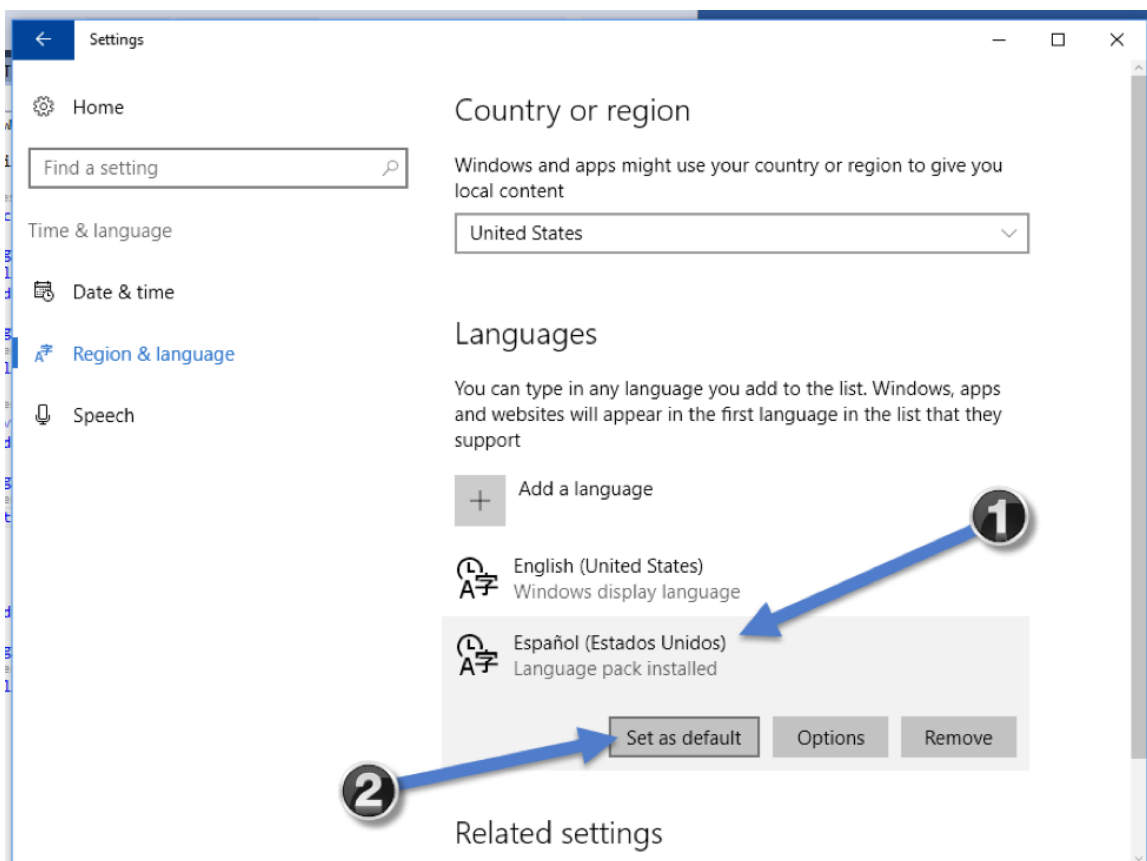 Settings
Home
Find a setting
Time & language
Date & time
Region & language
Speech
Country or region
Windows and apps might use your country or region to give you
local content
United States
Languages
You can type in any language you add to the list. Windows, apps
and websites will appear in the first language in the list that they
support
Add a language
English (United States)
Windows display language
1
Español (Estados Unidos)
Language pack installed
Set as default
Options
Remove
2
Related settings